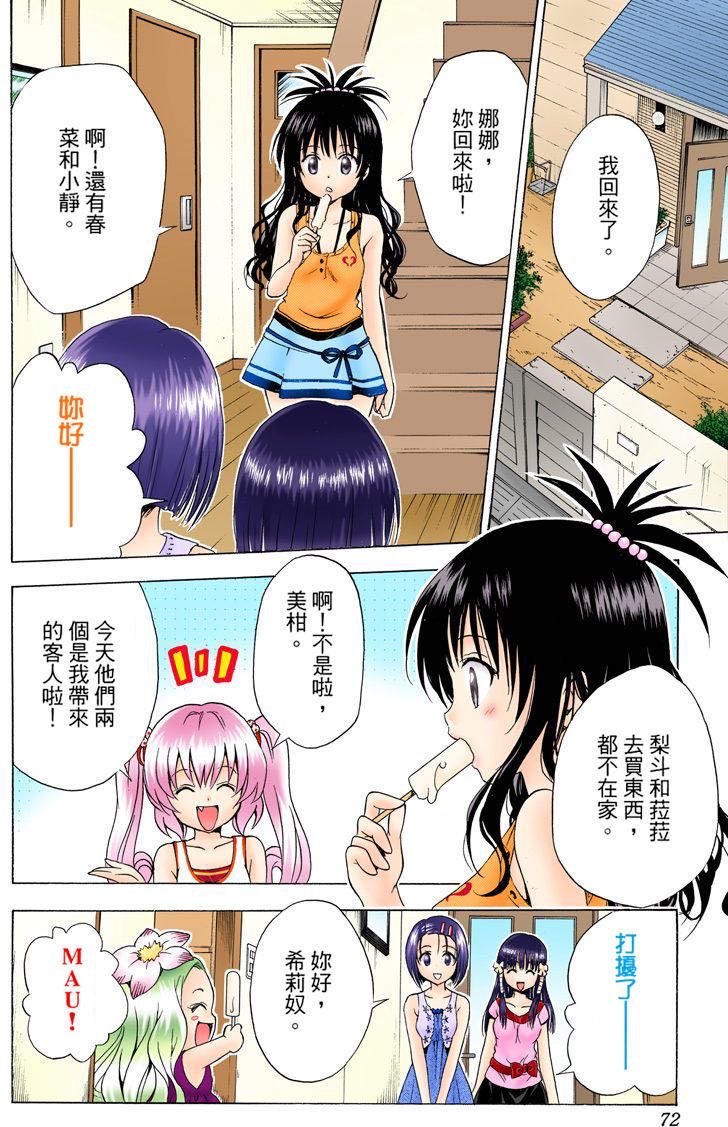 我回來了。
娜娜，
妳回來啦！
啊！還有春
菜和小靜。
妳好——
梨斗和菈菈
去買東西，
都不在家。
啊！不是啦，
美柑。
今天他們兩
個是我帶來
的客人啦！
打擾了——
妳好，
希莉奴。
MAU！
72